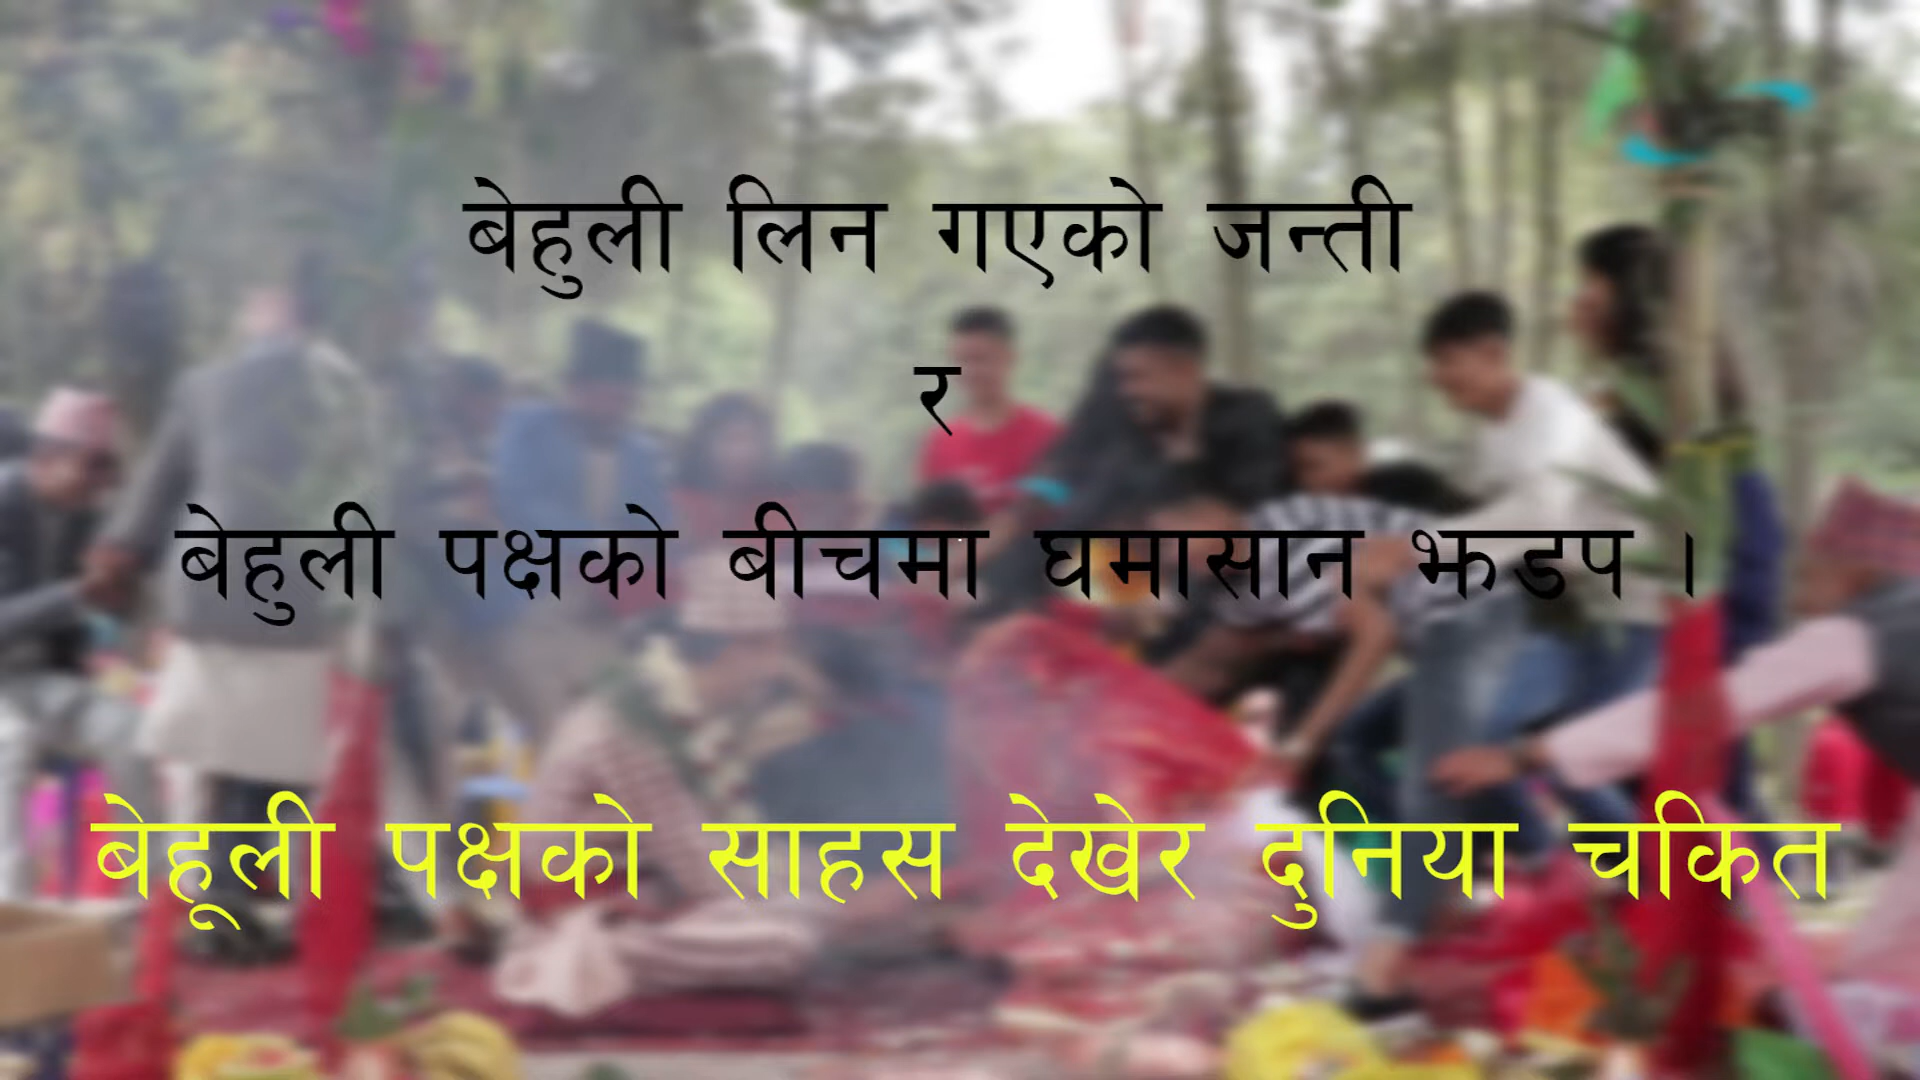 बेहुली लिन गएको जन्ती
र
बेहुली पक्षको बीचमा घमासान झडप ।
बेहूली पक्षको साहस देखेर दुनिया चकित